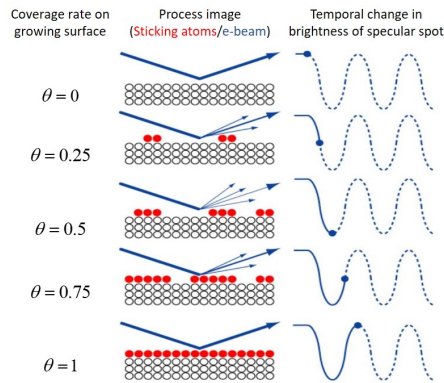 Coverage rate on
growing surface
Process image
(Sticking atoms/e-beam)
Temporal change in
brightness of specular spot
θ = 0
θ = 0.25
θ = 0.5
θ = 0.75
θ = 1